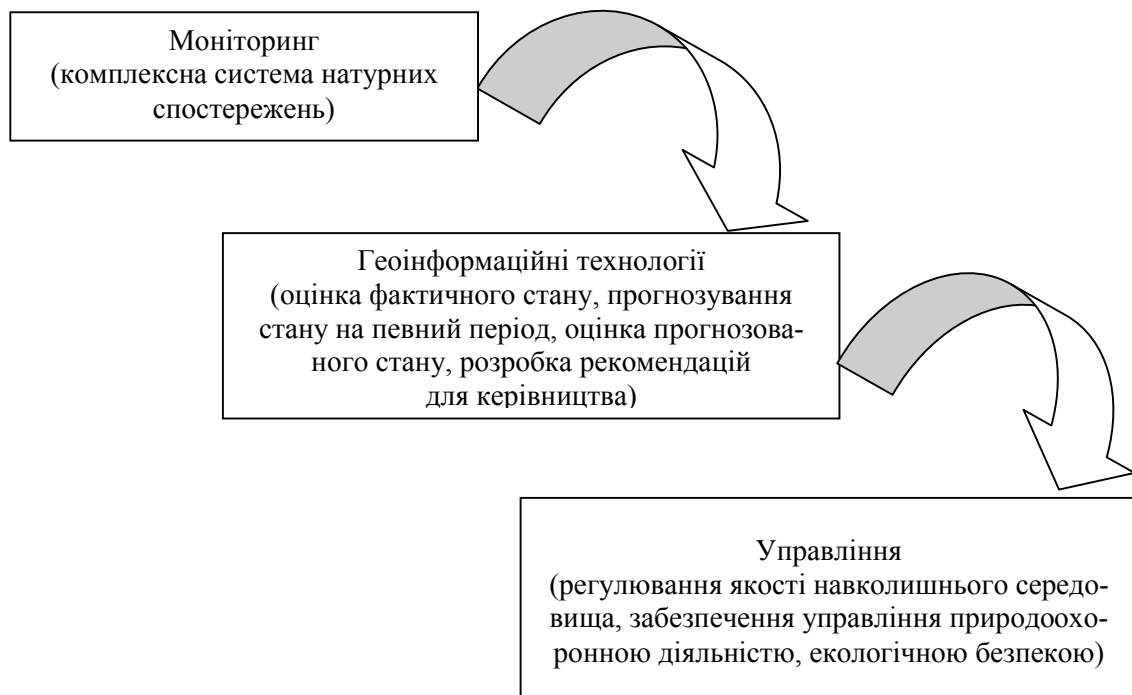 Моніторинг
(комплексна система натурних
спостережень)
Геоінформаційні технології
(оцінка фактичного стану, прогнозування
стану на певний період, оцінка прогнозова-
ного стану, розробка рекомендацій
для керівництва)
Управління
(регулювання якості навколишнього середо-
вища, забезпечення управління природоохо-
ронною діяльністю, екологічною безпекою)